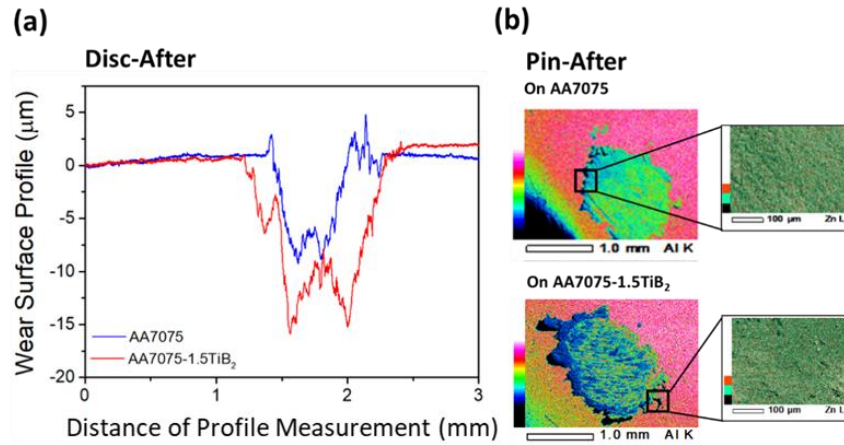 (a)
Disc-After
Wear Surface Profile (μm)
5
0
-5
-10
-15
-20
AA7075
AA7075-1.5TiB₂
0
1
2
3
Distance of Profile Measurement (mm)
(b)
Pin-After
On AA7075
1.0 mm Al K
100 μm Zn L
On AA7075-1.5TiB₂
1.0 mm Al K
100 μm Zn L